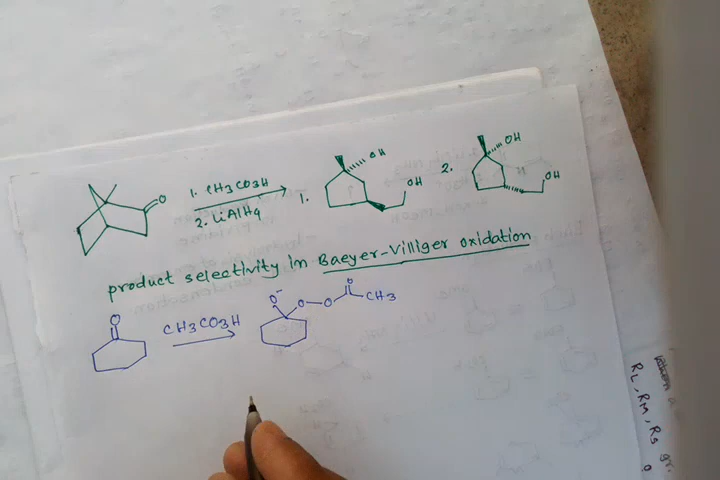 1. CH3CO3H
2. LiAlH4
O
1.
OH
OH
2.
OH
OH
product selectivity in Baeyer-Villiger oxidation
O
CH3CO3H
O⁻
O-O
O
CH3
RL, RM, RS gr.